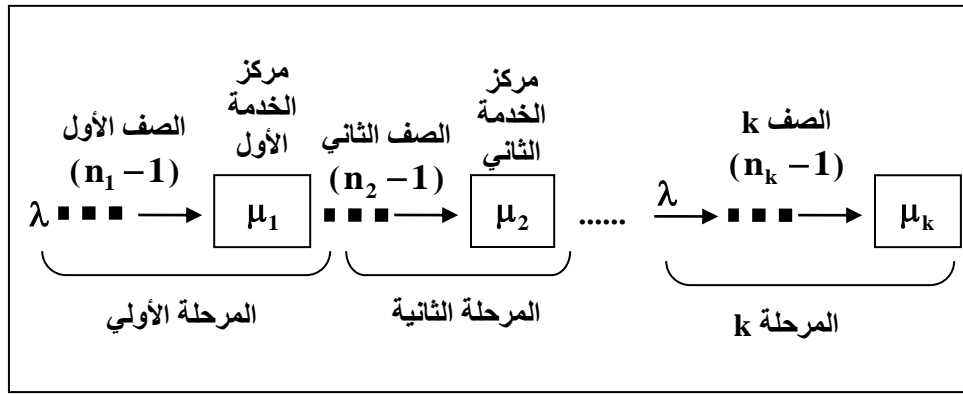 الصف الأول
(n₁ − 1)
مركز
الخدمة
الأول
الصف الثاني
(n₂ − 1)
مركز
الخدمة
الثاني
الصف k
(nₖ − 1)
λ
μ₁
μ₂
......
λ
μₖ
المرحلة الأولي
المرحلة الثانية
المرحلة k